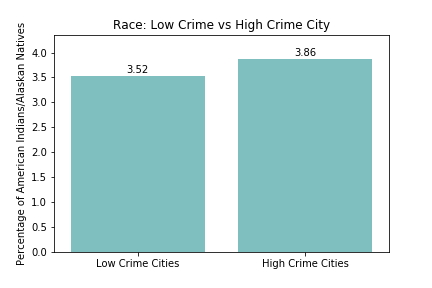 Race: Low Crime vs High Crime City
Percentage of American Indians/Alaskan Natives
4.0
3.5
3.0
2.5
2.0
1.5
1.0
0.5
0.0
3.52
3.86
Low Crime Cities
High Crime Cities